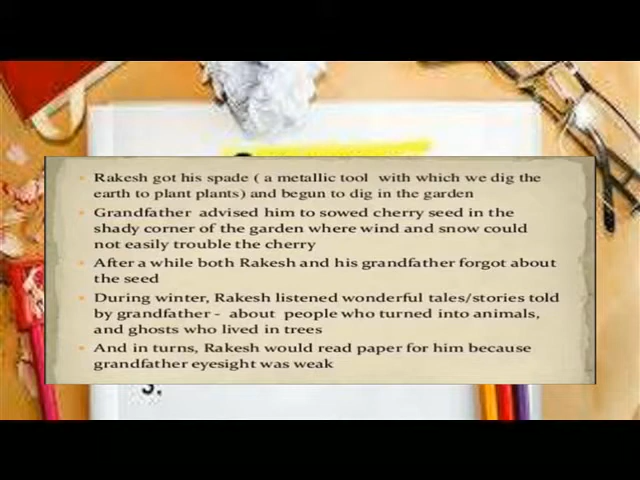 Rakesh got his spade ( a metallic tool with which we dig the
earth to plant plants) and begun to dig in the garden
Grandfather advised him to sowed cherry seed in the
shady corner of the garden where wind and snow could
not easily trouble the cherry
After a while both Rakesh and his grandfather forgot about
the seed
During winter, Rakesh listened wonderful tales/stories told
by grandfather - about people who turned into animals,
and ghosts who lived in trees
And in turns, Rakesh would read paper for him because
grandfather eyesight was weak
3.